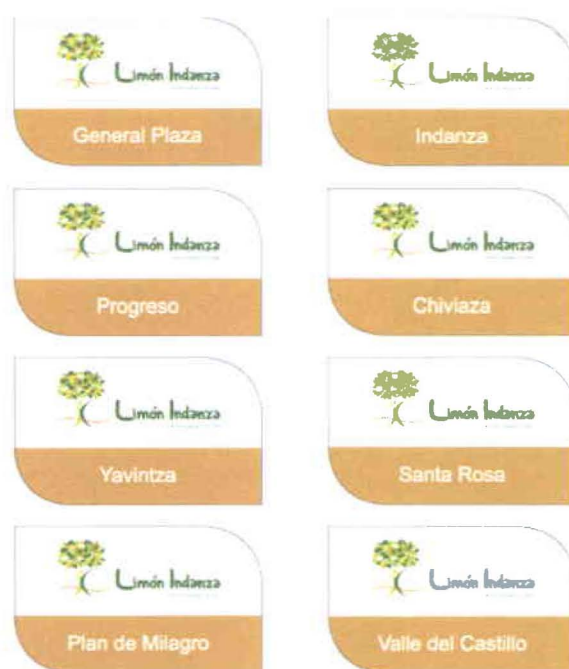 Limón Indanza
General Plaza
Limón Indanza
Indanza
Limón Indanza
Progreso
Limón Indanza
Chiviaza
Limón Indanza
Yavintza
Limón Indanza
Santa Rosa
Limón Indanza
Plan de Milagro
Limón Indanza
Valle del Castillo